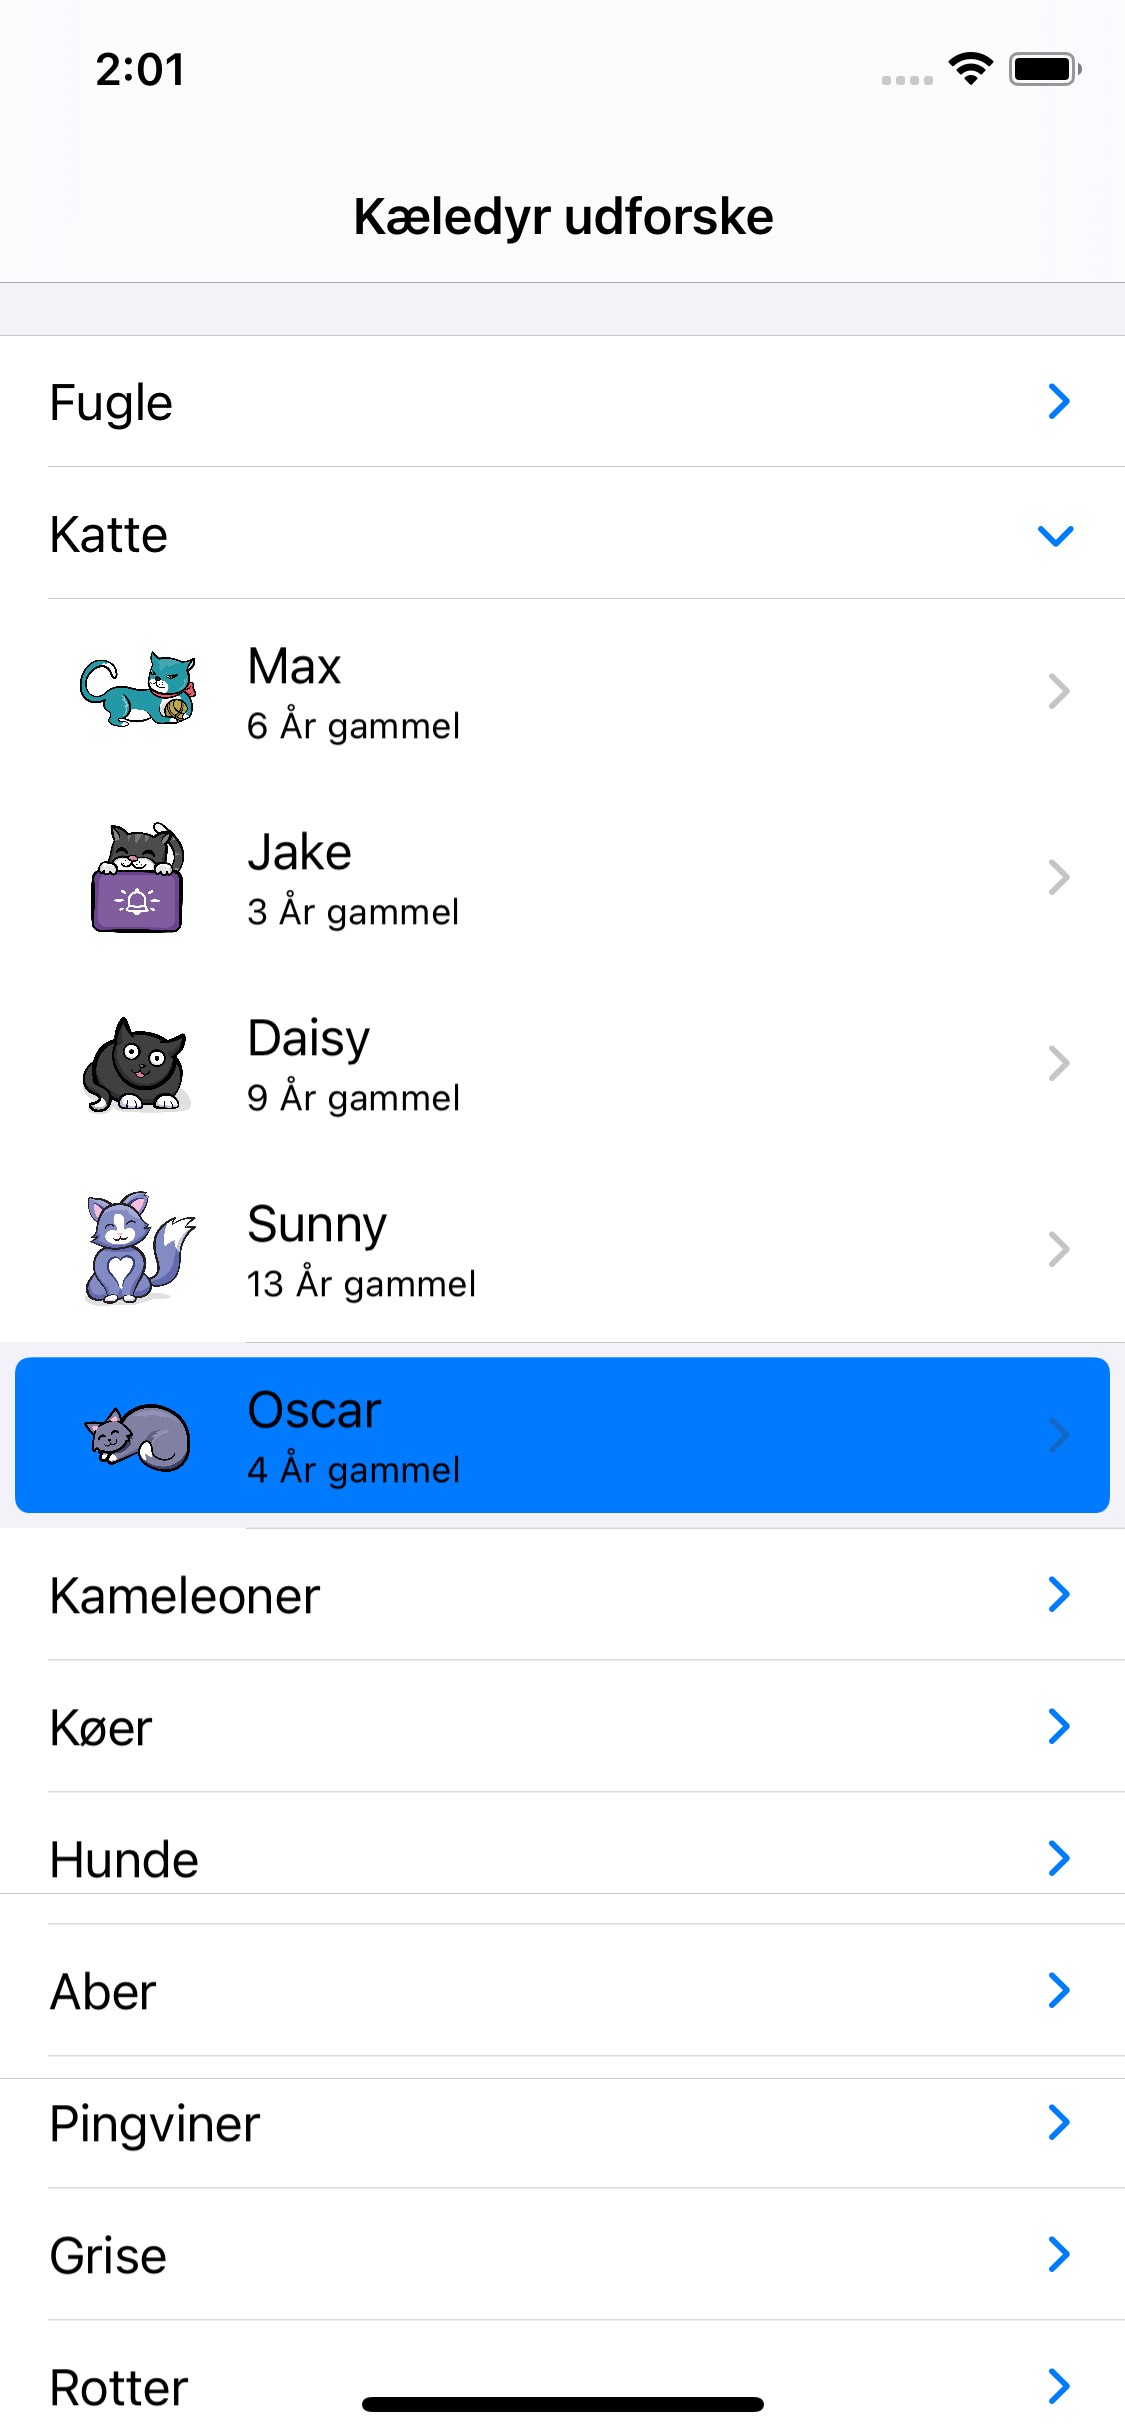 2:01
Kæledyr udforske
Fugle
Katte
Max
6 År gammel
Jake
3 År gammel
Daisy
9 År gammel
Sunny
13 År gammel
Oscar
4 År gammel
Kameleoner
Køer
Hunde
Aber
Pingviner
Grise
Rotter